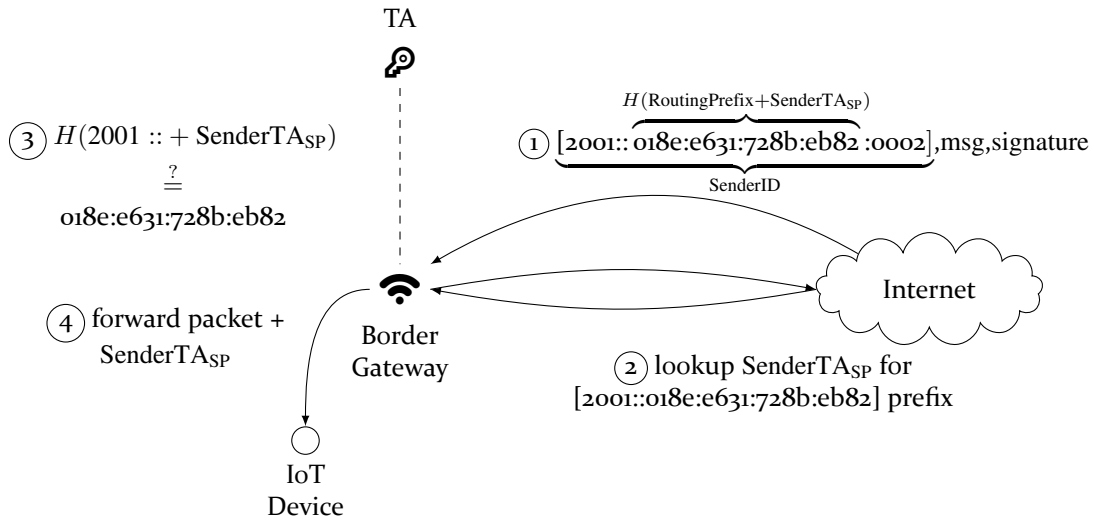 TA
H(RoutingPrefix+SenderTA_SP)
① [2001:: 018e:e631:728b:eb82 :0002],msg,signature
SenderID
③ H(2001 :: + SenderTA_SP)
?
=
018e:e631:728b:eb82
Internet
④ forward packet +
SenderTA_SP
Border
Gateway
② lookup SenderTA_SP for
[2001::018e:e631:728b:eb82] prefix
IoT
Device